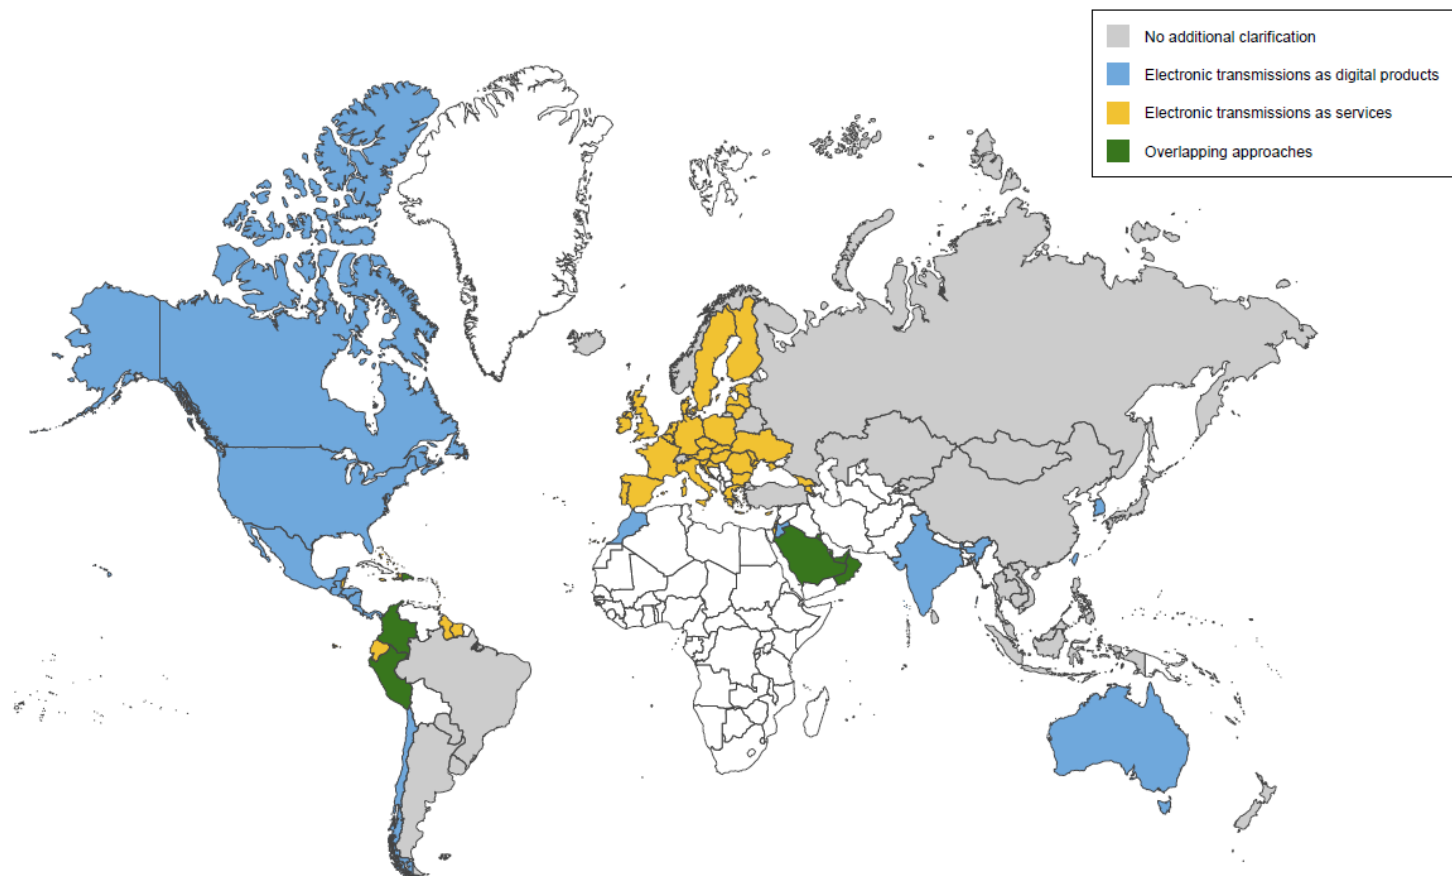 No additional clarification
Electronic transmissions as digital products
Electronic transmissions as services
Overlapping approaches